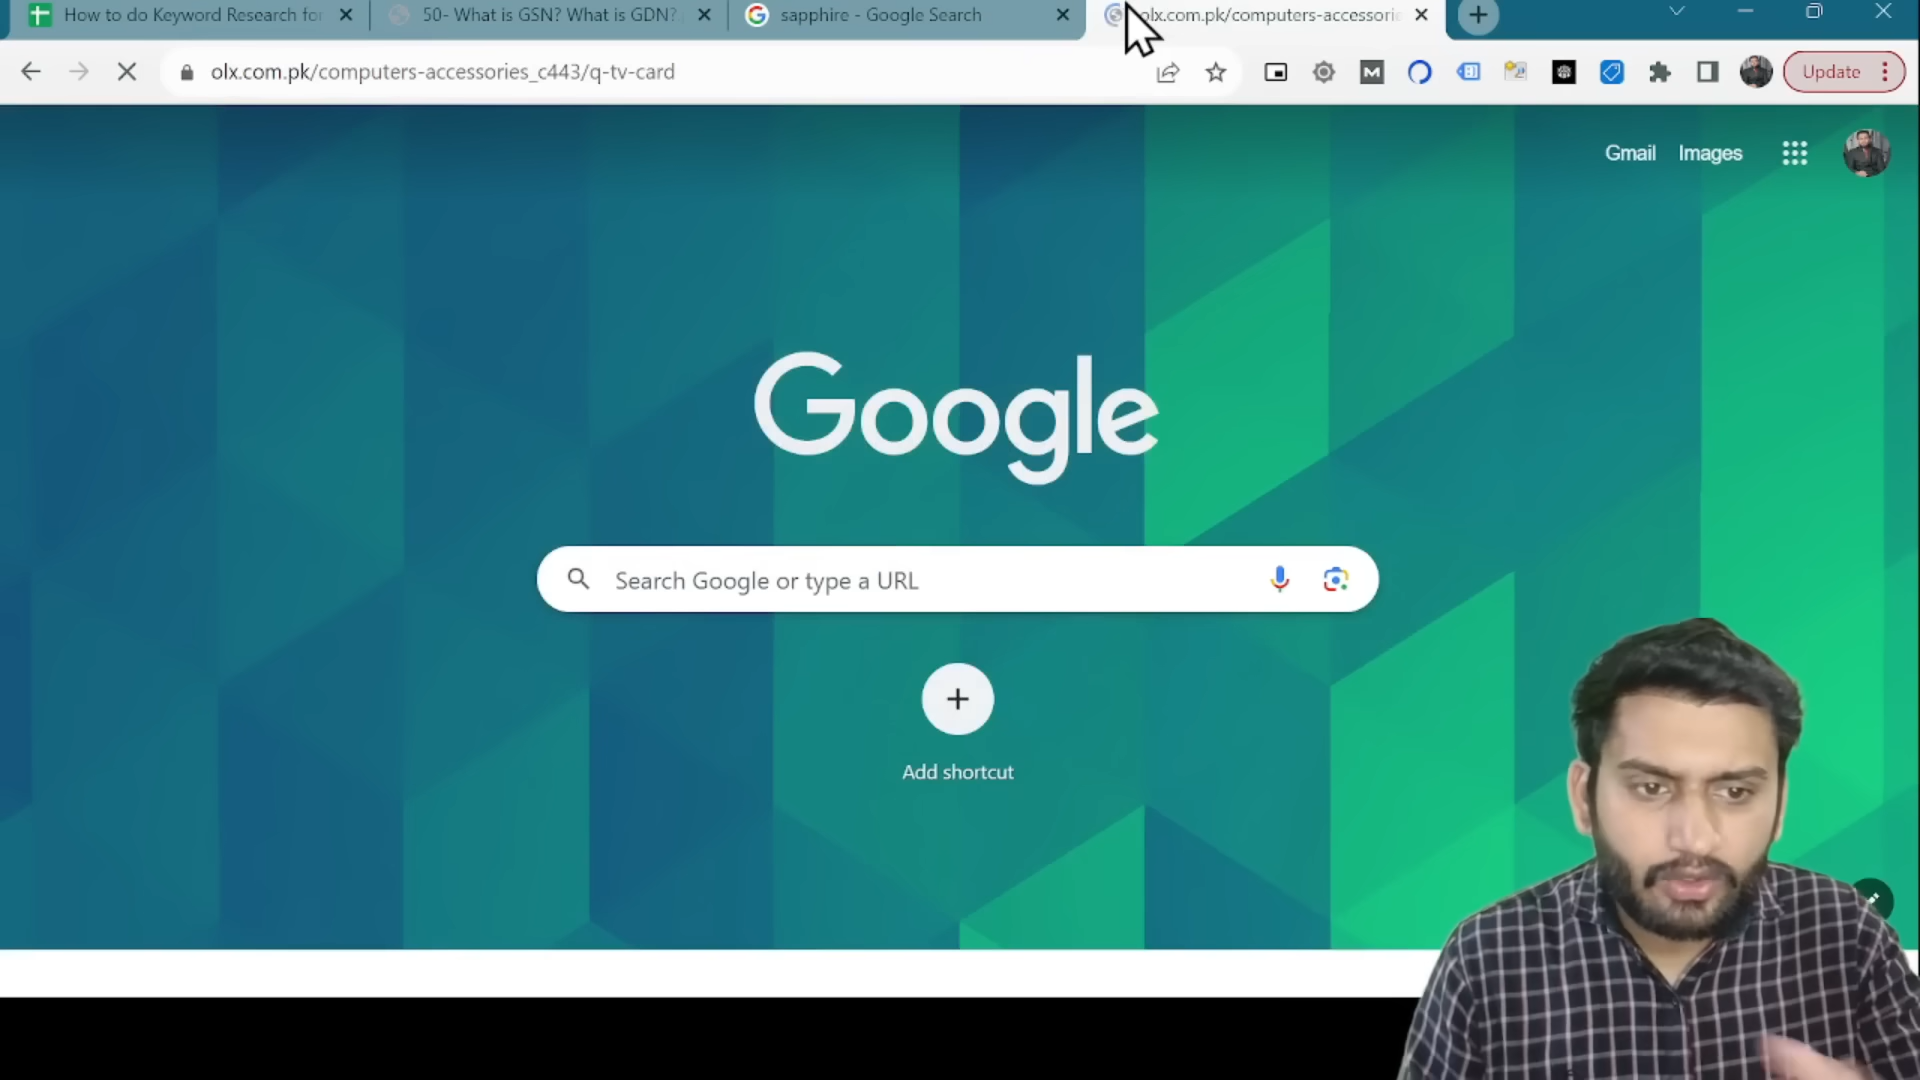 How to do Keyword Research for
50- What is GSN? What is GDN?
sapphire - Google Search
olx.com.pk/computers-accessorie
olx.com.pk/computers-accessories_c443/q-tv-card
Update
Gmail
Images
Google
Search Google or type a URL
Add shortcut